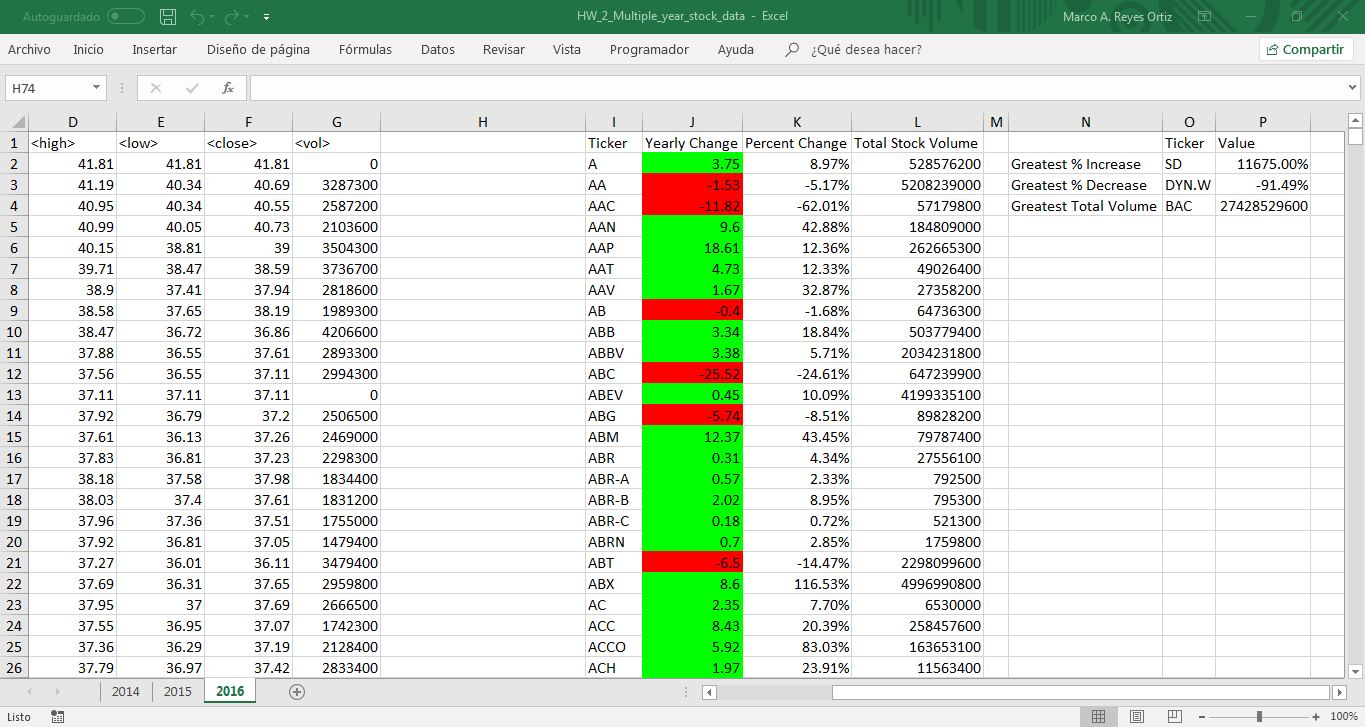 Autoguardado HW_2_Multiple_year_stock_data - Excel Marco A. Reyes Ortiz
Archivo Inicio Insertar Diseño de página Fórmulas Datos Revisar Vista Programador Ayuda ¿Qué desea hacer? Compartir
H74 fx
D E F G H I J K L M N O P
1 <high> <low> <close> <vol> Ticker Yearly Change Percent Change Total Stock Volume Ticker Value
2 41.81 41.81 41.81 0 A 3.75 8.97% 528576200 Greatest % Increase SD 11675.00%
3 41.19 40.34 40.69 3287300 AA -1.53 -5.17% 5208239000 Greatest % Decrease DYN.W -91.49%
4 40.95 40.34 40.55 2587200 AAC -11.82 -62.01% 57179800 Greatest Total Volume BAC 27428529600
5 40.99 40.05 40.73 2103600 AAN 9.6 42.88% 184809000
6 40.15 38.81 39 3504300 AAP 18.61 12.36% 262665300
7 39.71 38.47 38.59 3736700 AAT 4.73 12.33% 49026400
8 38.9 37.41 37.94 2818600 AAV 1.67 32.87% 27358200
9 38.58 37.65 38.19 1989300 AB -0.4 -1.68% 64736300
10 38.47 36.72 36.86 4206600 ABB 3.34 18.84% 503779400
11 37.88 36.55 37.61 2893300 ABBV 3.38 5.71% 2034231800
12 37.56 36.55 37.11 2994300 ABC -25.52 -24.61% 647239900
13 37.11 37.11 37.11 0 ABEV 0.45 10.09% 4199335100
14 37.92 36.79 37.2 2506500 ABG -5.74 -8.51% 89828200
15 37.61 36.13 37.26 2469000 ABM 12.37 43.45% 79787400
16 37.83 36.81 37.23 2298300 ABR 0.31 4.34% 27556100
17 38.18 37.58 37.98 1834400 ABR-A 0.57 2.33% 792500
18 38.03 37.4 37.61 1831200 ABR-B 2.02 8.95% 795300
19 37.96 37.36 37.51 1755000 ABR-C 0.18 0.72% 521300
20 37.92 36.81 37.05 1479400 ABRN 0.7 2.85% 1759800
21 37.27 36.01 36.11 3479400 ABT -6.5 -14.47% 2298099600
22 37.69 36.31 37.65 2959800 ABX 8.6 116.53% 4996990800
23 37.95 37 37.69 2666500 AC 2.35 7.70% 6530000
24 37.55 36.95 37.07 1742300 ACC 8.43 20.39% 258457600
25 37.36 36.29 37.19 2128400 ACCO 5.92 83.03% 163653100
26 37.79 36.97 37.42 2833400 ACH 1.97 23.91% 11563400
2014 2015 2016
Listo 100%